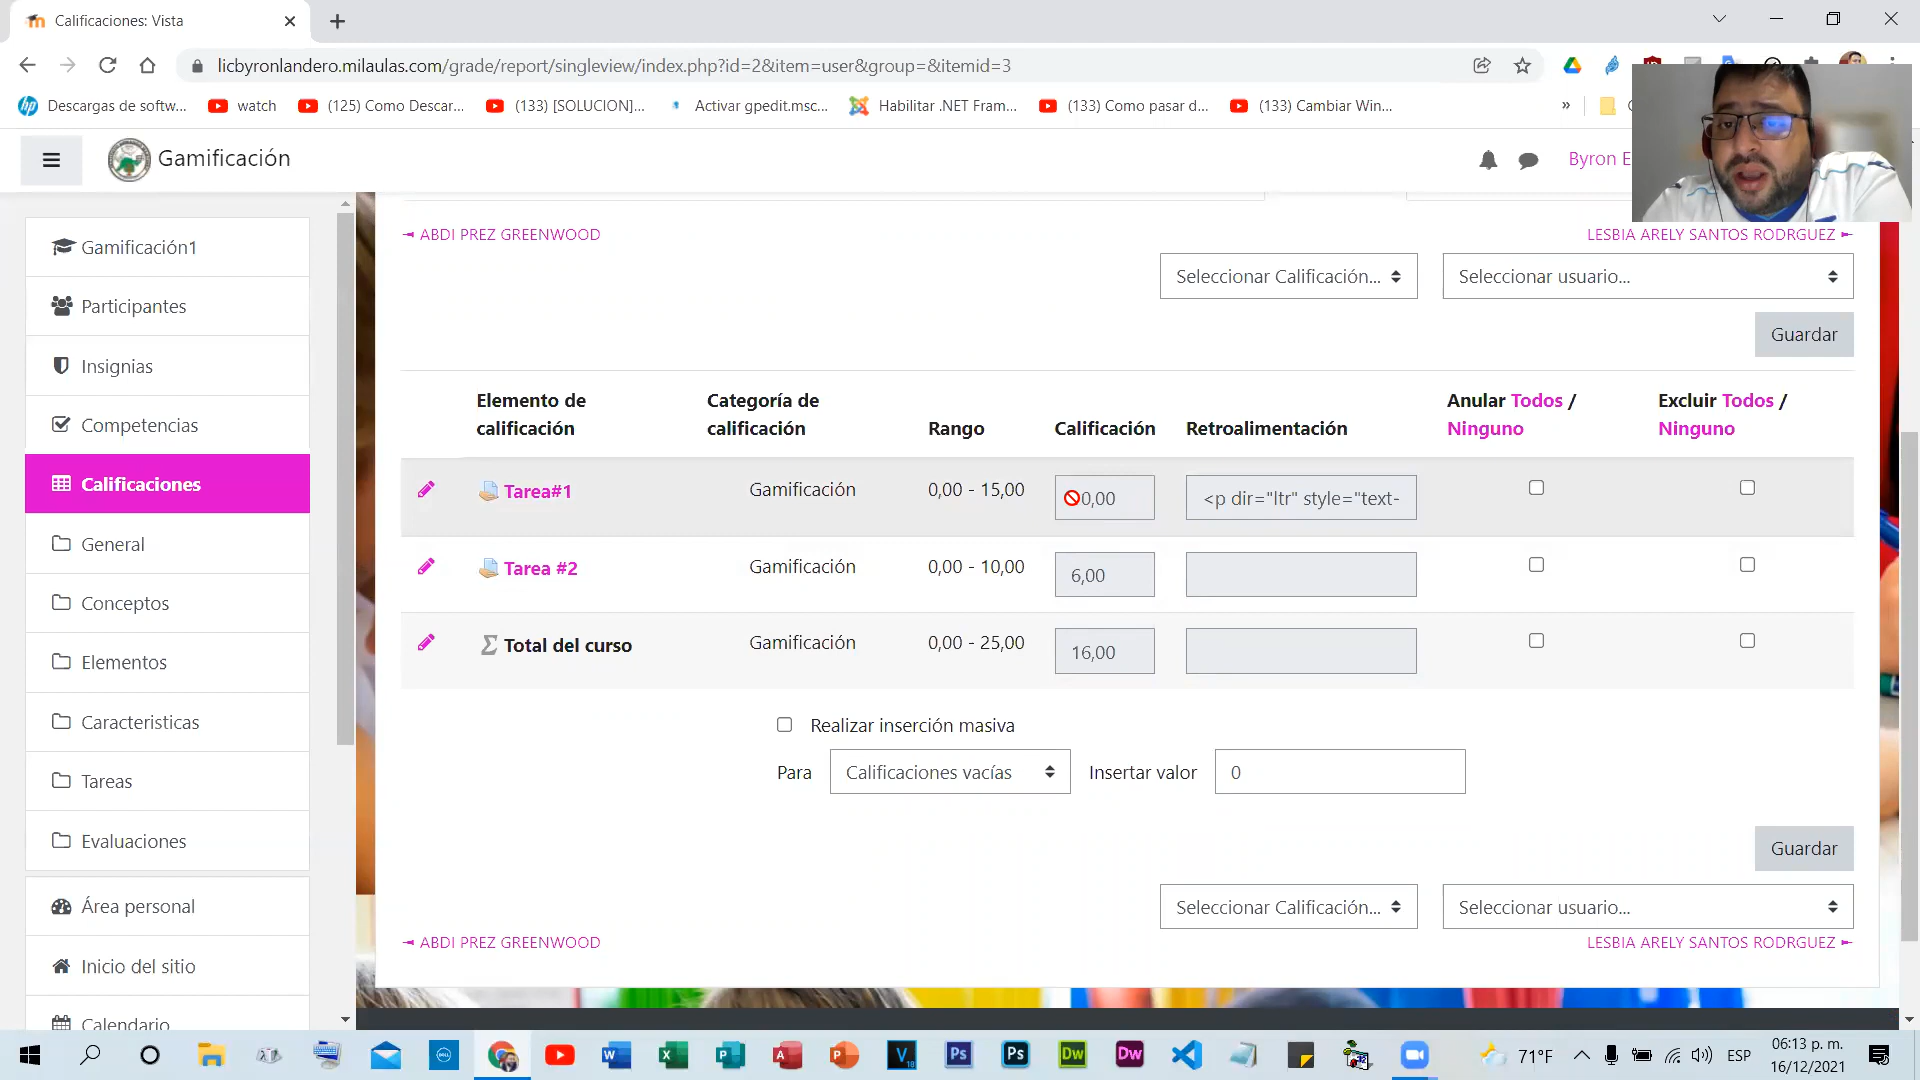 Calificaciones: Vista
licbyronlandero.milaulas.com/grade/report/singleview/index.php?id=2&item=user&group=&itemid=3
Descargas de softw... watch (125) Como Descar... (133) [SOLUCION]... Activar gpedit.msc... Habilitar .NET Fram... (133) Como pasar d... (133) Cambiar Win... »
Gamificación
Byron E
Gamificación1
Participantes
Insignias
Competencias
Calificaciones
General
Conceptos
Elementos
Caracteristicas
Tareas
Evaluaciones
Área personal
Inicio del sitio
Calendario
ABDI PREZ GREENWOOD
LESBIA ARELY SANTOS RODRGUEZ
Seleccionar Calificación... Seleccionar usuario...
Guardar
Elemento de calificación Categoría de calificación Rango Calificación Retroalimentación Anular Todos / Ninguno Excluir Todos / Ninguno
Tarea#1 Gamificación 0,00 - 15,00 0,00 <p dir="ltr" style="text-
Tarea #2 Gamificación 0,00 - 10,00 6,00
Σ Total del curso Gamificación 0,00 - 25,00 16,00
Realizar inserción masiva
Para Calificaciones vacías Insertar valor 0
Guardar
Seleccionar Calificación... Seleccionar usuario...
ABDI PREZ GREENWOOD
LESBIA ARELY SANTOS RODRGUEZ
71°F ESP 06:13 p. m.
16/12/2021